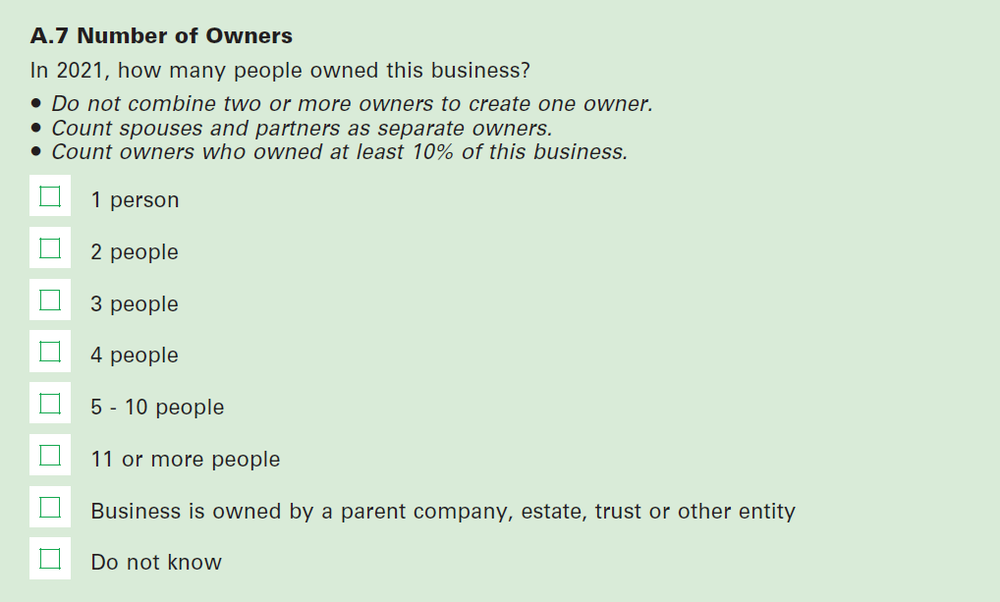 A.7 Number of Owners
In 2021, how many people owned this business?
• Do not combine two or more owners to create one owner.
• Count spouses and partners as separate owners.
• Count owners who owned at least 10% of this business.
1 person
2 people
3 people
4 people
5 - 10 people
11 or more people
Business is owned by a parent company, estate, trust or other entity
Do not know